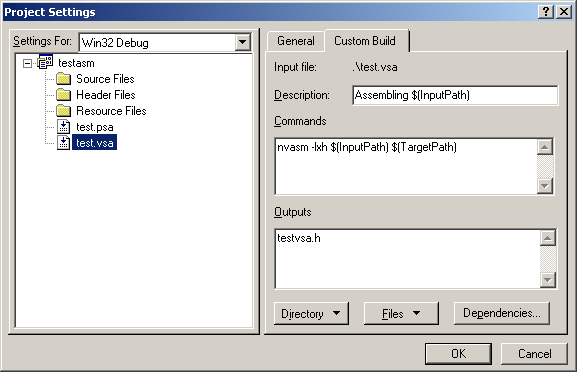 Project Settings
Settings For: Win32 Debug
testasm
Source Files
Header Files
Resource Files
test.psa
test.vsa
General Custom Build
Input file: .\test.vsa
Description: Assembling $(InputPath)
Commands
nvasm -lxh $(InputPath) $(TargetPath)
Outputs
testvsa.h
Directory Files Dependencies...
OK Cancel